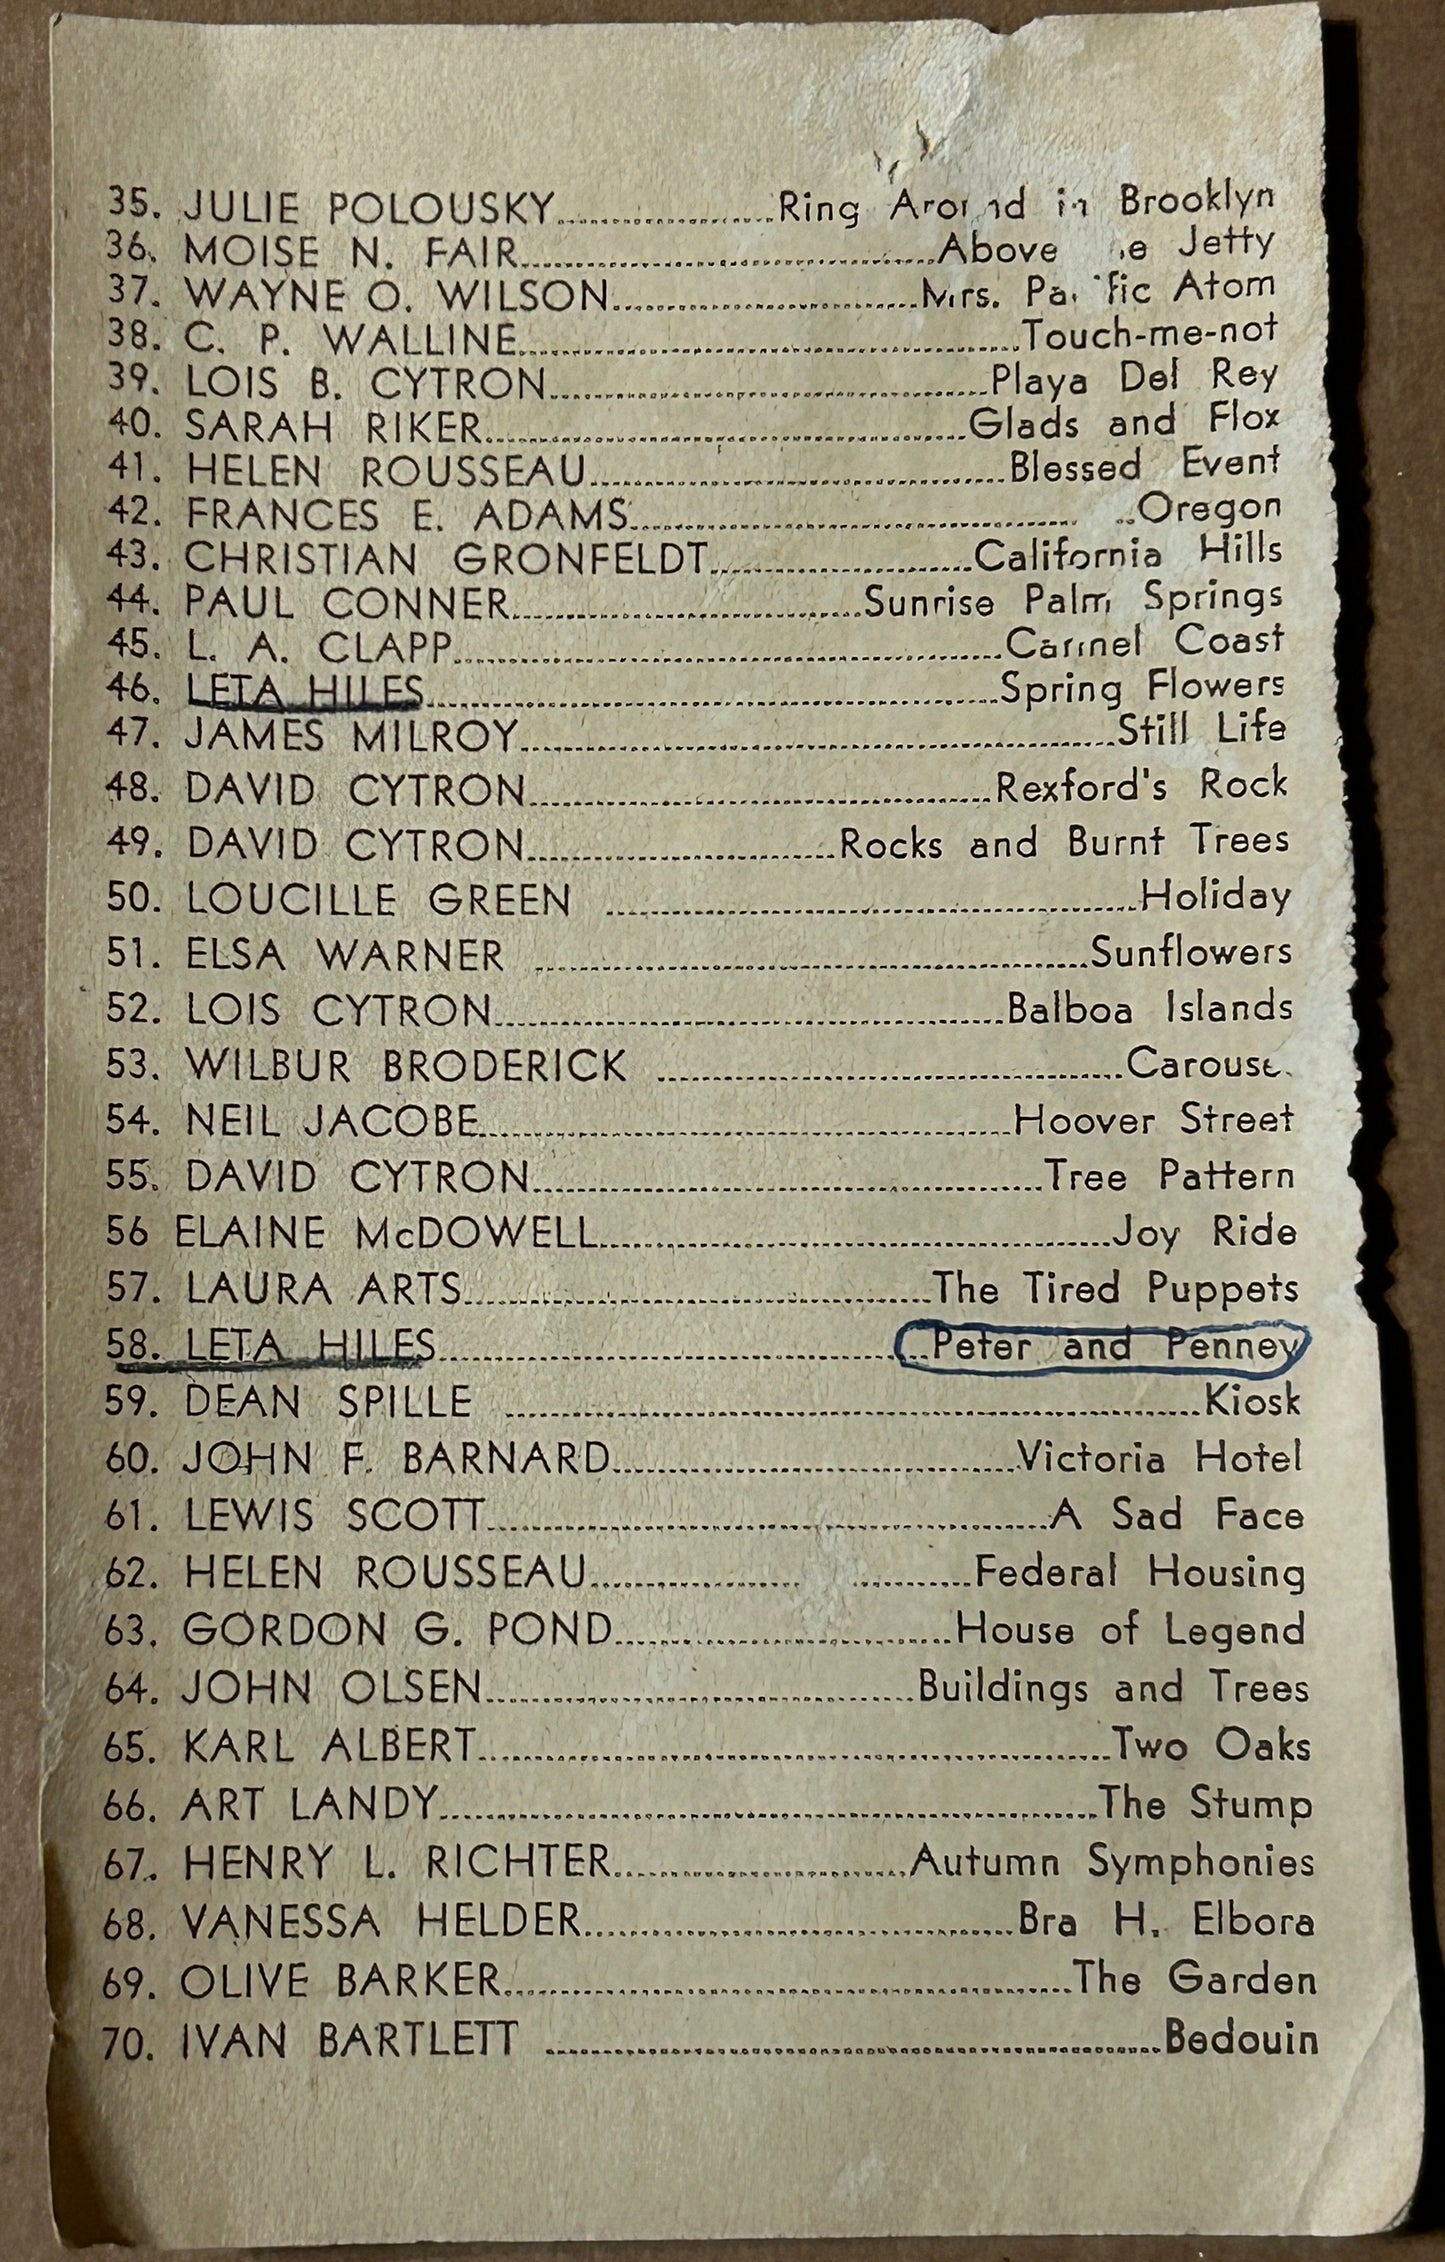 35. JULIE POLOUSKY....................Ring in Brooklyn
36. MOISE N. FAIR....................Above Jetty
37. WAYNE O. WILSON....................Mrs. Atom
38. C. P. WALLINE....................Touch-me-not
39. LOIS B. CYTRON....................Playa Del Rey
40. SARAH RIKER....................Glads and Flox
41. HELEN ROUSSEAU....................Blessed Event
42. FRANCES E. ADAMS....................Oregon
43. CHRISTIAN GRONFELDT....................California Hills
44. PAUL CONNER....................Sunrise Palm Springs
45. L. A. CLAPP....................Carmel Coast
46. LETA HILES....................Spring Flowers
47. JAMES MILROY....................Still Life
48. DAVID CYTRON....................Rexford's Rock
49. DAVID CYTRON....................Rocks and Burnt Trees
50. LOUCILLE GREEN ....................Holiday
51. ELSA WARNER ....................Sunflowers
52. LOIS CYTRON....................Balboa Islands
53. WILBUR BRODERICK ....................
54. NEIL JACOBE....................Hoover Street
55. DAVID CYTRON....................Tree Pattern
56 ELAINE McDOWELL....................Joy Ride
57. LAURA ARTS....................The Tired Puppets
58. LETA HILES....................Peter and Penney
59. DEAN SPILLE ....................Kiosk
60. JOHN F. BARNARD....................Victoria Hotel
61. LEWIS SCOTT....................A Sad Face
62. HELEN ROUSSEAU....................Federal Housing
63. GORDON G. POND....................House of Legend
64. JOHN OLSEN....................Buildings and Trees
65. KARL ALBERT....................Two Oaks
66. ART LANDY....................The Stump
67. HENRY L. RICHTER....................Autumn Symphonies
68. VANESSA HELDER....................Bra H. Elbora
69. OLIVE BARKER....................The Garden
70. IVAN BARTLETT ....................Bedouin